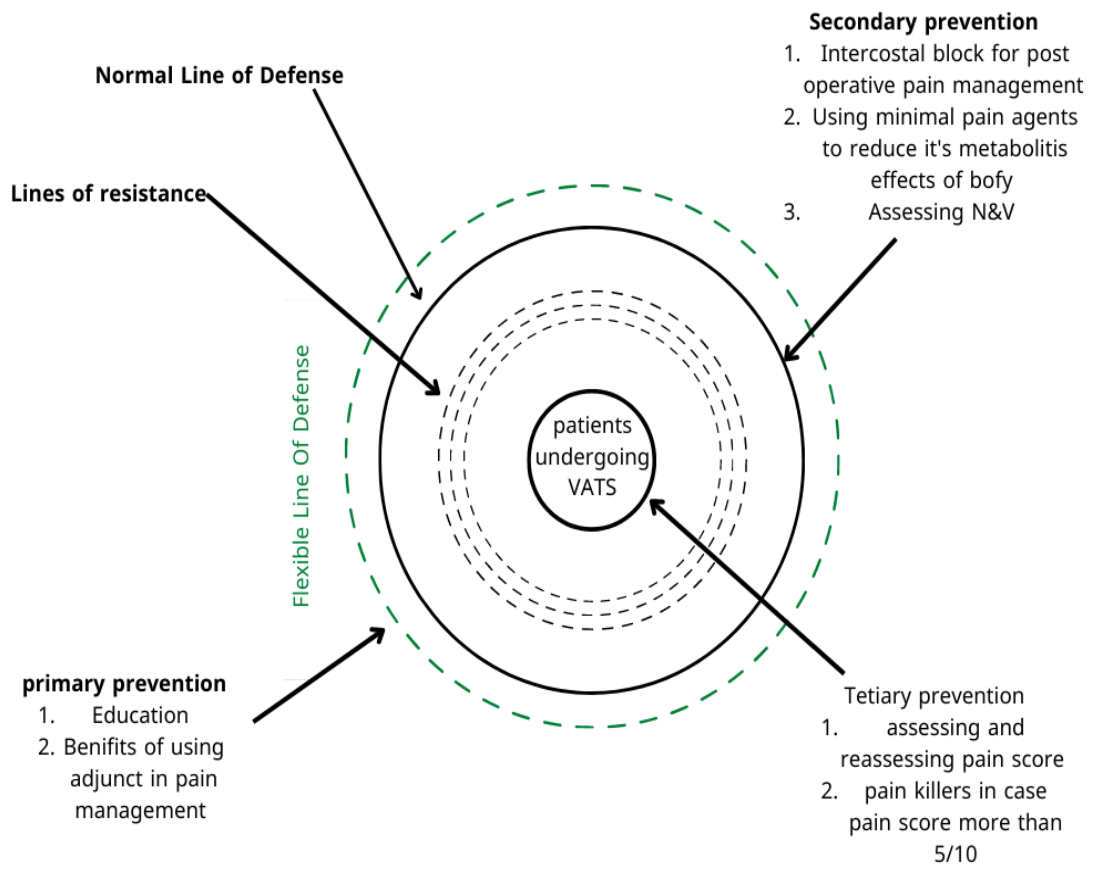 Secondary prevention
1. Intercostal block for post
operative pain management
2. Using minimal pain agents
to reduce it's metabolitis
effects of bofy
3. Assessing N&V
Normal Line of Defense
Lines of resistance
Flexible Line Of Defense
patients
undergoing
VATS
primary prevention
1. Education
2. Benifits of using
adjunct in pain
management
Tetiary prevention
1. assessing and
reassessing pain score
2. pain killers in case
pain score more than
5/10